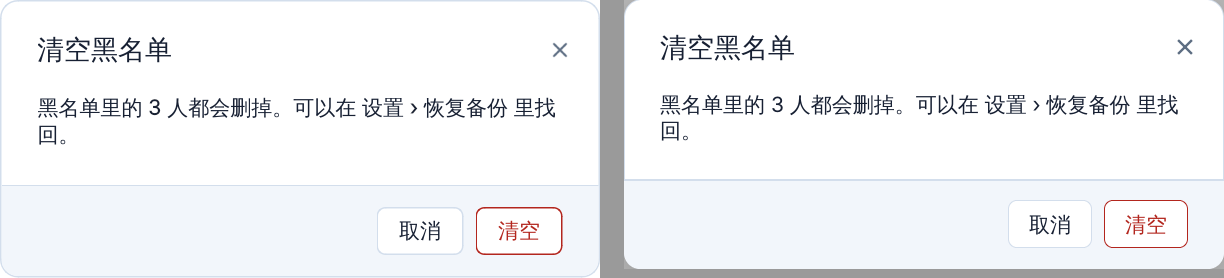 清空黑名单
黑名单里的 3 人都会删掉。可以在 设置 › 恢复备份 里找
回。
取消
清空
清空黑名单
黑名单里的 3 人都会删掉。可以在 设置 › 恢复备份 里找
回。
取消
清空